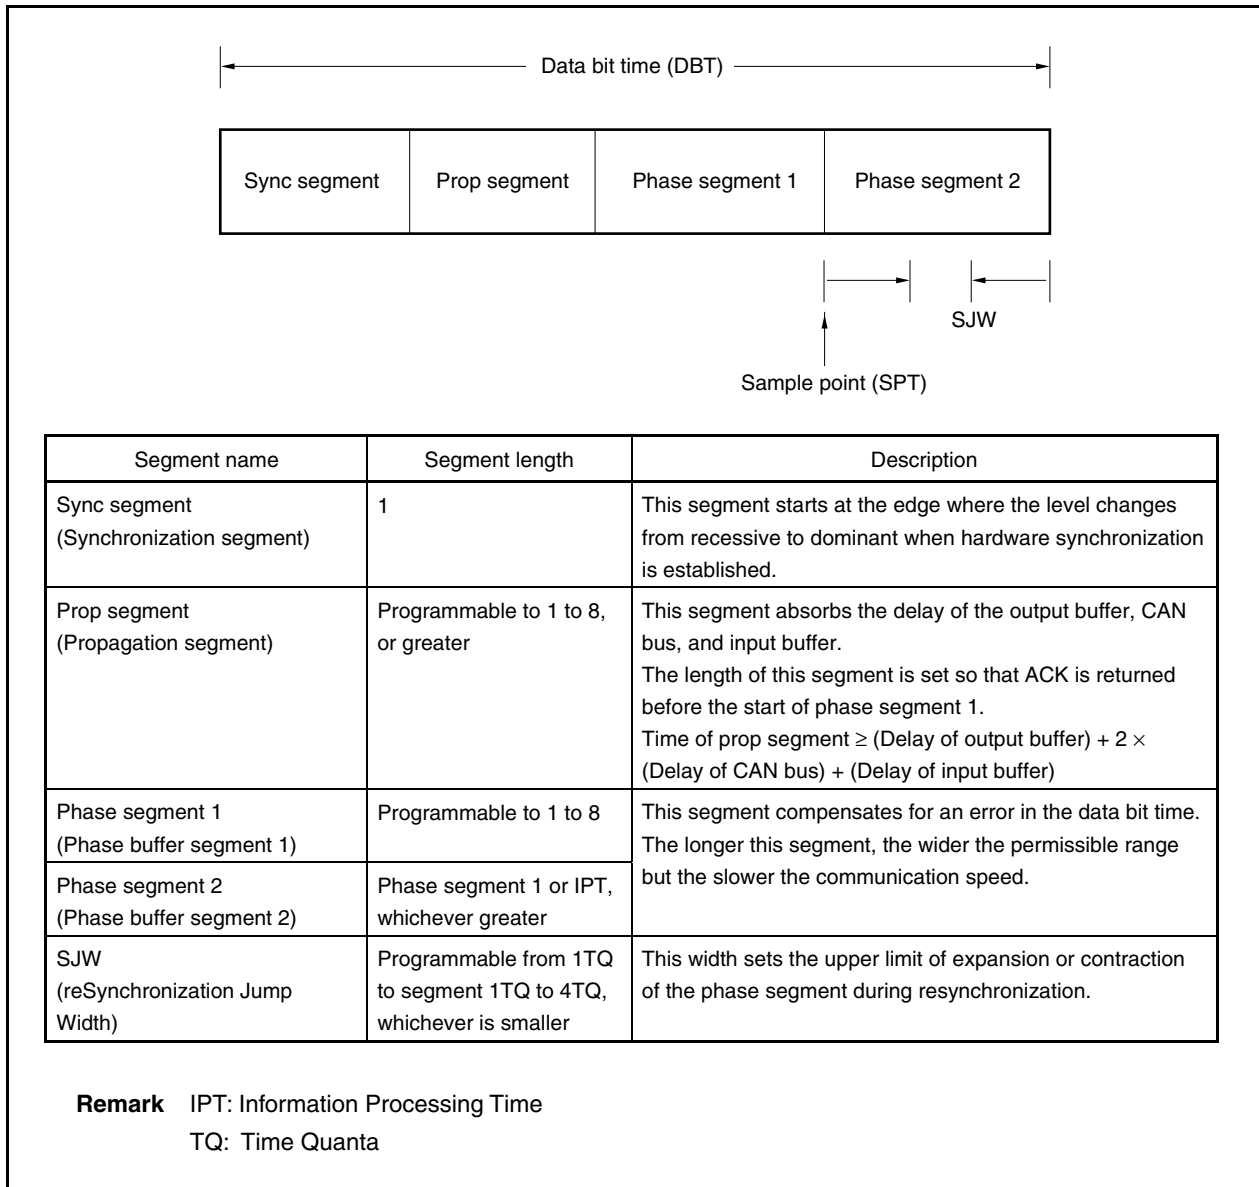 Data bit time (DBT)
Sync segment
Prop segment
Phase segment 1
Phase segment 2
SJW
Sample point (SPT)
Segment name
Segment length
Description
Sync segment
(Synchronization segment)
1
This segment starts at the edge where the level changes
from recessive to dominant when hardware synchronization
is established.
Prop segment
(Propagation segment)
Programmable to 1 to 8,
or greater
This segment absorbs the delay of the output buffer, CAN
bus, and input buffer.
The length of this segment is set so that ACK is returned
before the start of phase segment 1.
Time of prop segment ≥ (Delay of output buffer) + 2 ×
(Delay of CAN bus) + (Delay of input buffer)
Phase segment 1
(Phase buffer segment 1)
Programmable to 1 to 8
This segment compensates for an error in the data bit time.
The longer this segment, the wider the permissible range
but the slower the communication speed.
Phase segment 2
(Phase buffer segment 2)
Phase segment 1 or IPT,
whichever greater
SJW
(reSynchronization Jump
Width)
Programmable from 1TQ
to segment 1TQ to 4TQ,
whichever is smaller
This width sets the upper limit of expansion or contraction
of the phase segment during resynchronization.
Remark IPT: Information Processing Time
TQ: Time Quanta